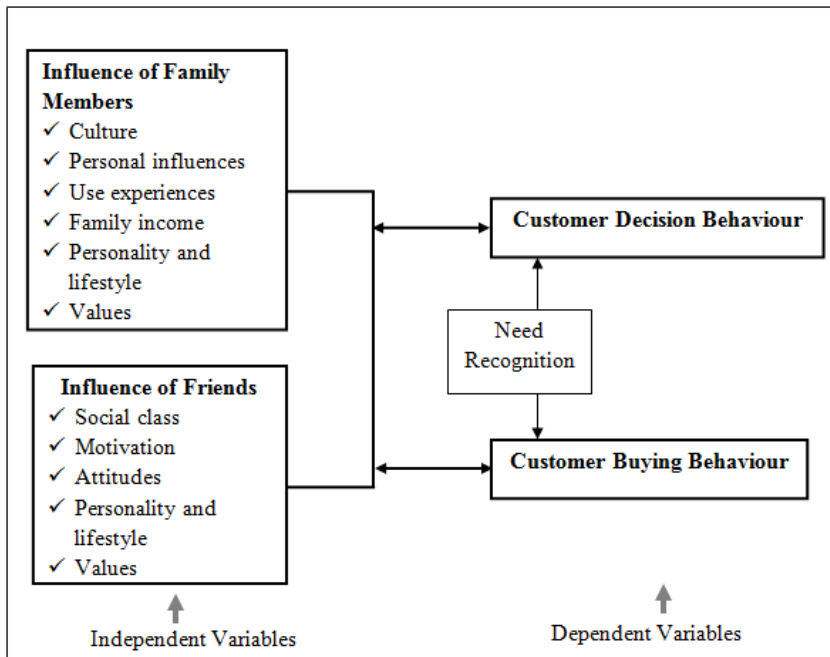 Influence of Family
Members
✓ Culture
✓ Personal influences
✓ Use experiences
✓ Family income
✓ Personality and
lifestyle
✓ Values
Influence of Friends
✓ Social class
✓ Motivation
✓ Attitudes
✓ Personality and
lifestyle
✓ Values
Customer Decision Behaviour
Need
Recognition
Customer Buying Behaviour
Independent Variables
Dependent Variables